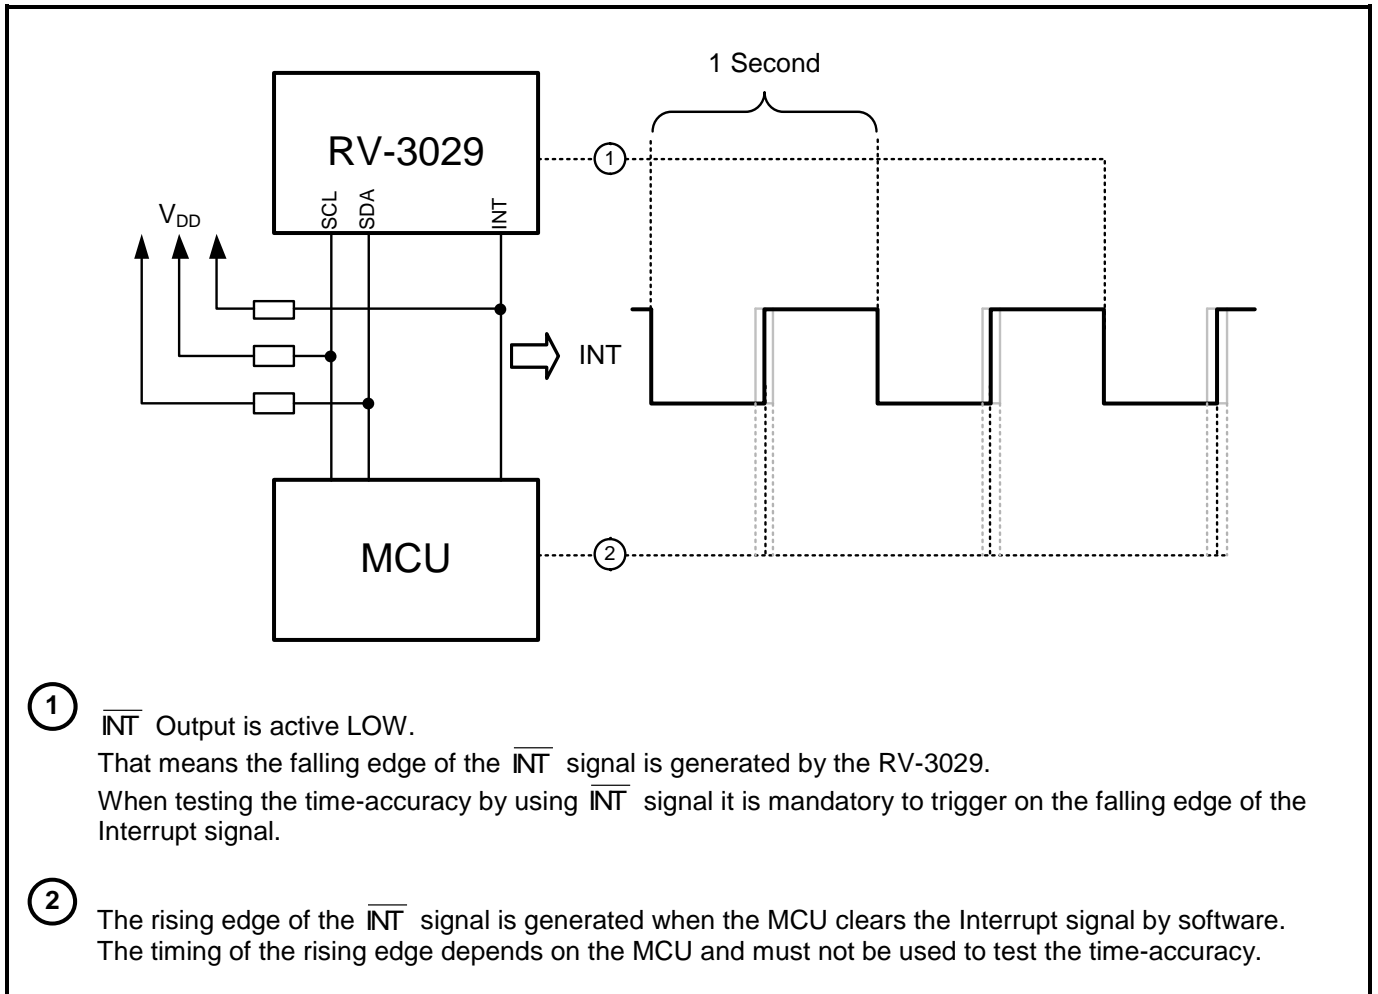 1 Second
RV-3029
1
SCL
SDA
INT
VDD
INT
MCU
2
1
INT Output is active LOW.
That means the falling edge of the INT signal is generated by the RV-3029.
When testing the time-accuracy by using INT signal it is mandatory to trigger on the falling edge of the
Interrupt signal.
2
The rising edge of the INT signal is generated when the MCU clears the Interrupt signal by software.
The timing of the rising edge depends on the MCU and must not be used to test the time-accuracy.